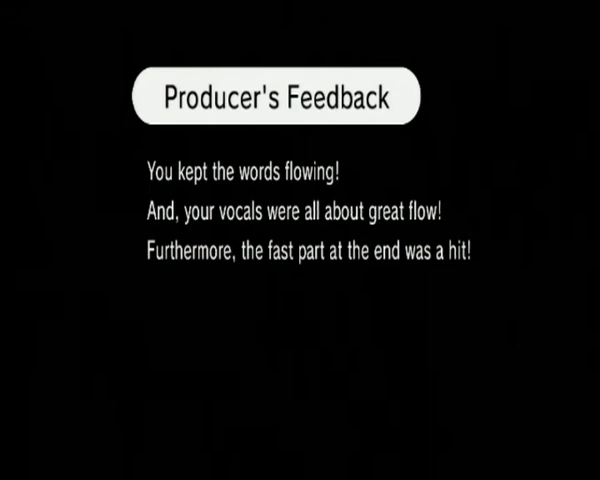 Producer's Feedback
You kept the words flowing!
And, your vocals were all about great flow!
Furthermore, the fast part at the end was a hit!